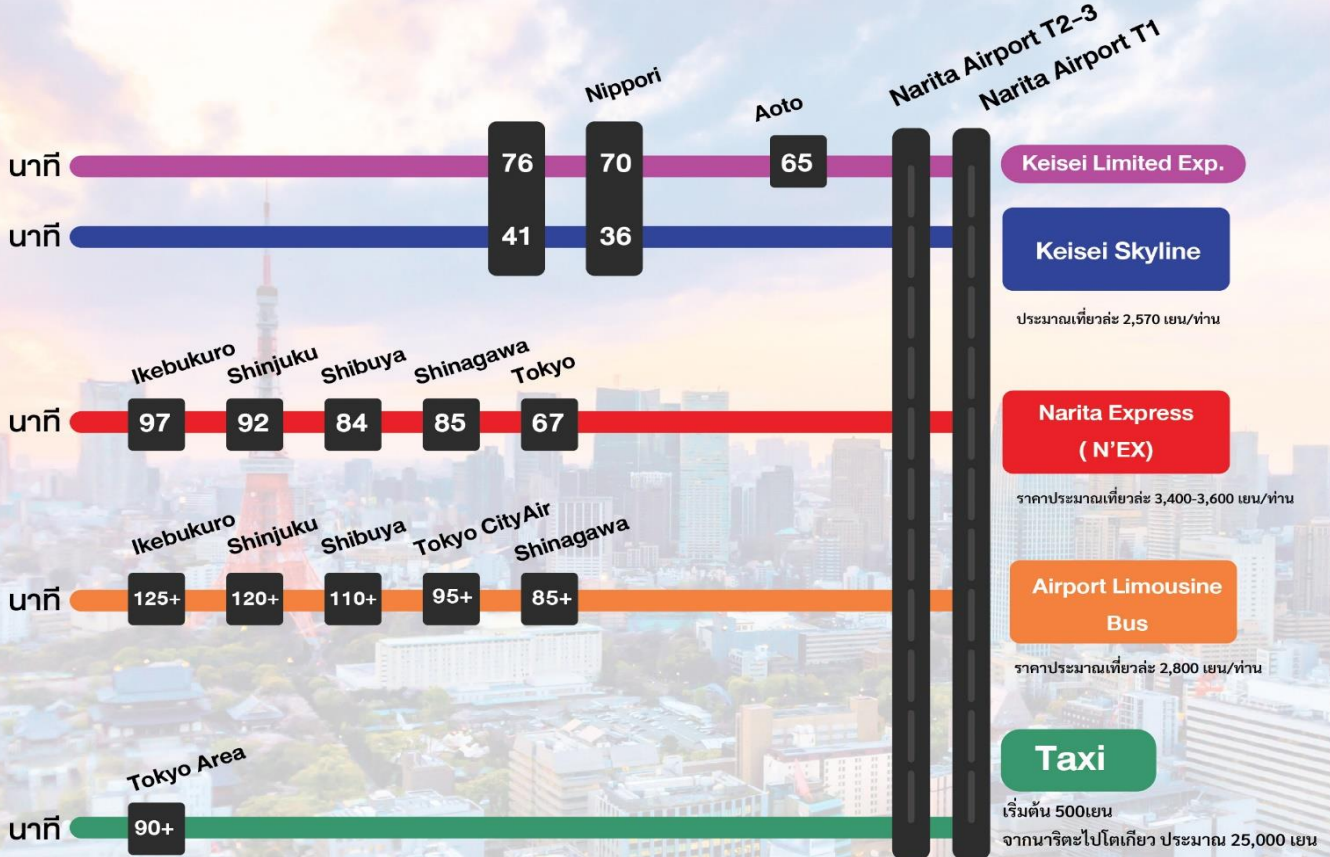 Narita Airport T2-3
Narita Airport T1
Nippori
Aoto
นาที
76
70
65
Keisei Limited Exp.
นาที
41
36
Keisei Skyline
ประมาณเที่ยวล่ะ 2,570 เยน/ท่าน
Ikebukuro
Shinjuku
Shibuya
Shinagawa
Tokyo
นาที
97
92
84
85
67
Narita Express
( N'EX)
ราคาประมาณเที่ยวล่ะ 3,400-3,600 เยน/ท่าน
Ikebukuro
Shinjuku
Shibuya
Tokyo CityAir
Shinagawa
นาที
125+
120+
110+
95+
85+
Airport Limousine
Bus
ราคาประมาณเที่ยวล่ะ 2,800 เยน/ท่าน
Tokyo Area
นาที
90+
Taxi
เริ่มต้น 500เยน
จากนาริตะไปโตเกียว ประมาณ 25,000 เยน